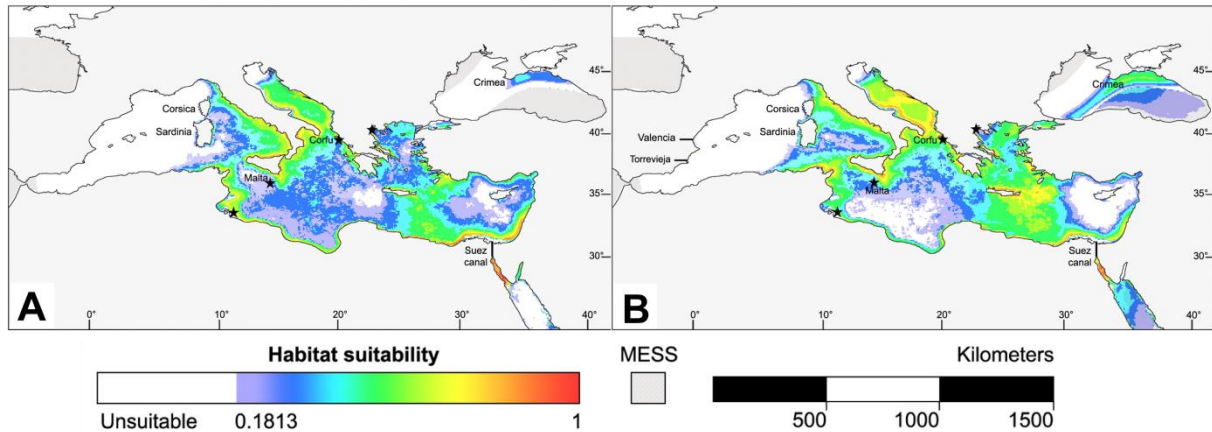 45°
Crimea
Corsica
Sardinia
40°
Corfu
Malta
35°
Suez
canal
30°
A
0°
10°
20°
30°
40°
45°
Crimea
Corsica
Sardinia
Valencia
40°
Corfu
Torrevieja
Malta
35°
Suez
canal
30°
B
0°
10°
20°
30°
40°
Habitat suitability
Unsuitable 0.1813 1
MESS
Kilometers
500 1000 1500